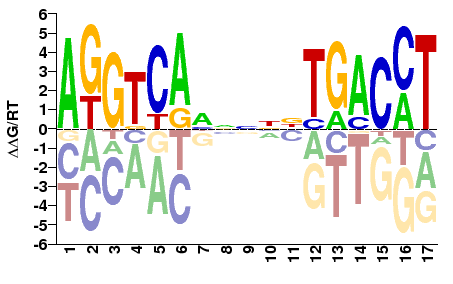 6
5
4
3
2
1
0
-1
-2
-3
-4
-5
-6
ΔΔG/RT
A G G T C A A T G A C C T
T T G C C A
G A T C G T G A C T T A T C
C A C G C G A
T C A C G T G G
1 2 3 4 5 6 7 8 9 10 11 12 13 14 15 16 17